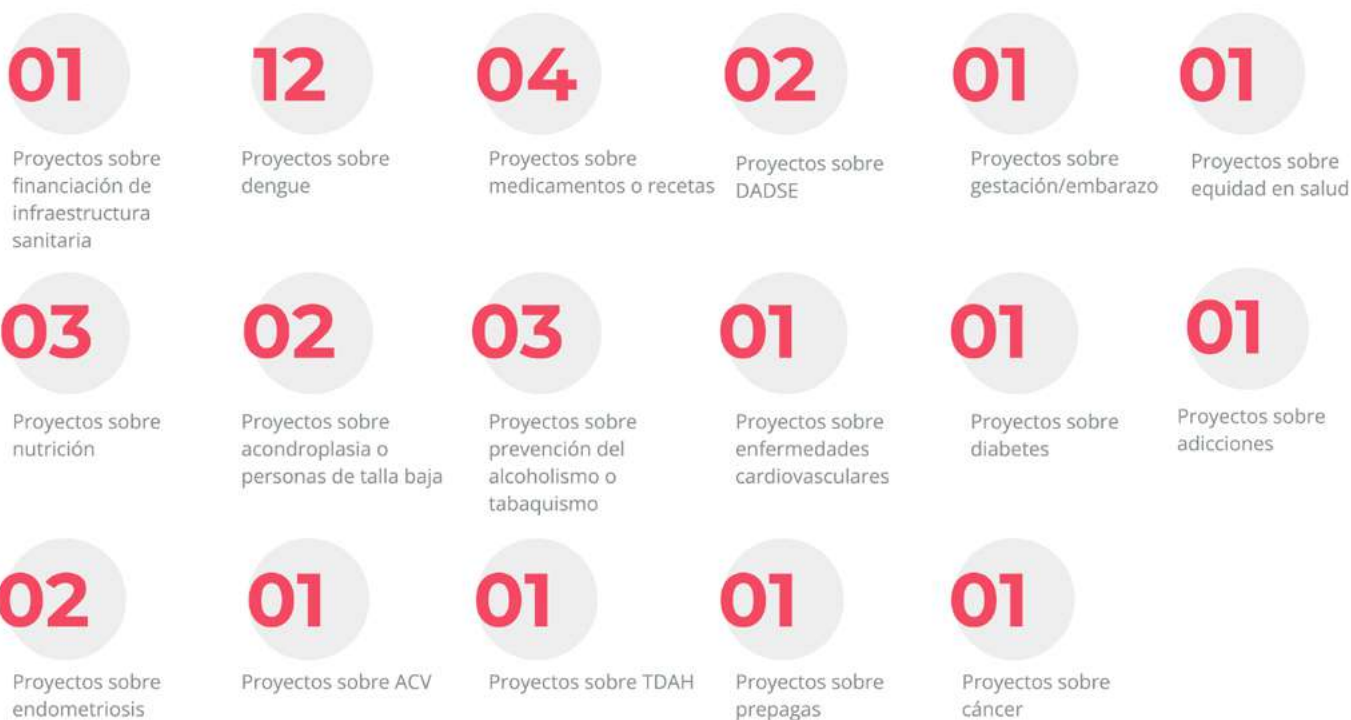 01
Proyectos sobre
financiación de
infraestructura
sanitaria
12
Proyectos sobre
dengue
04
Proyectos sobre
medicamentos o recetas
02
Proyectos sobre
DADSE
01
Proyectos sobre
gestación/embarazo
01
Proyectos sobre
equidad en salud
03
Proyectos sobre
nutrición
02
Proyectos sobre
acondroplasia o
personas de talla baja
03
Proyectos sobre
prevención del
alcoholismo o
tabaquismo
01
Proyectos sobre
enfermedades
cardiovasculares
01
Proyectos sobre
diabetes
01
Proyectos sobre
adicciones
02
Proyectos sobre
endometriosis
01
Proyectos sobre ACV
01
Proyectos sobre TDAH
01
Proyectos sobre
prepagas
01
Proyectos sobre
cáncer